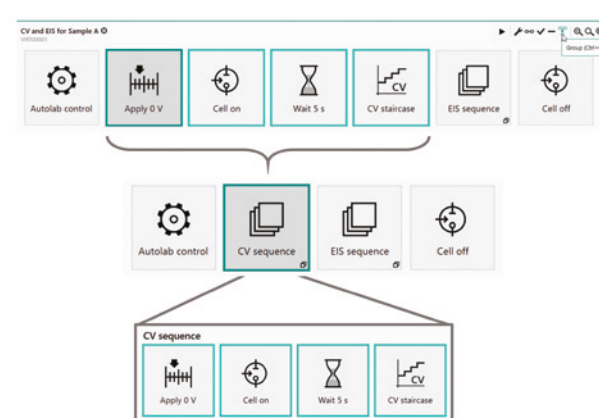 CV and EIS for Sample A
Group (Ctrl+
Autolab control
Apply 0 V
Cell on
Wait 5 s
CV staircase
EIS sequence
Cell off
CV
Autolab control
CV sequence
EIS sequence
Cell off
CV sequence
Apply 0 V
Cell on
Wait 5 s
CV staircase
CV